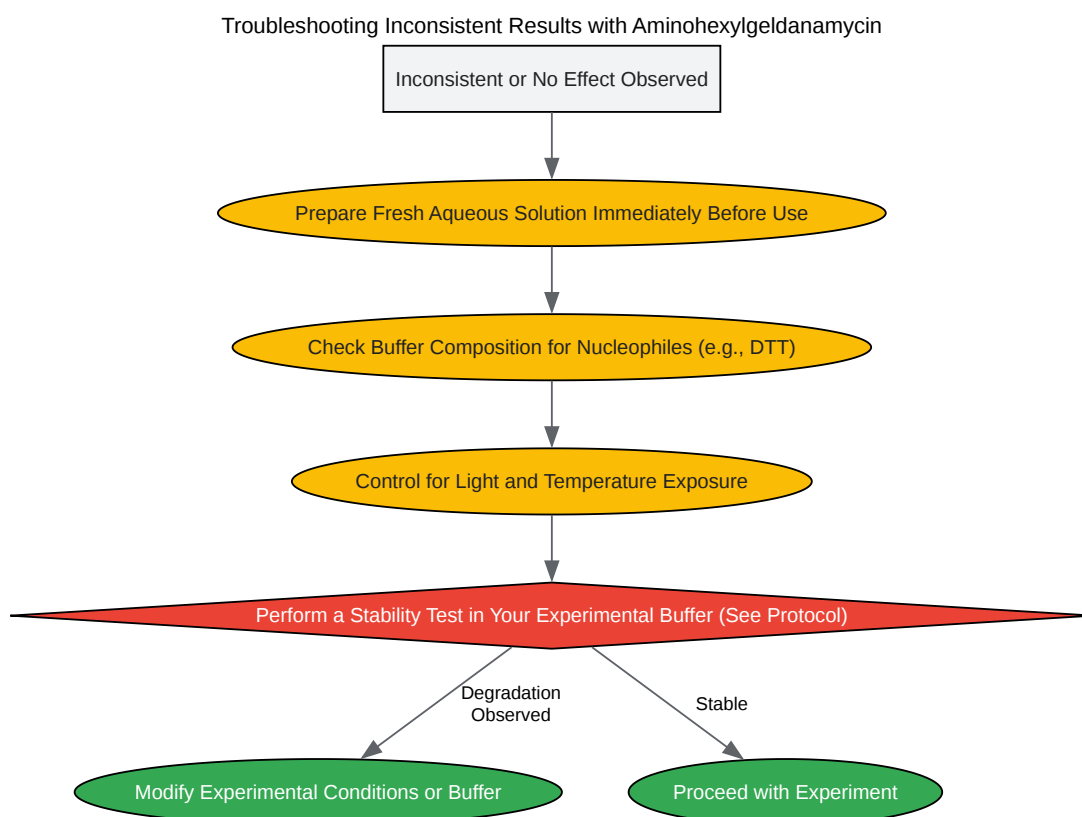 Troubleshooting Inconsistent Results with Aminohexylgeldanamycin
Inconsistent or No Effect Observed
Prepare Fresh Aqueous Solution Immediately Before Use
Check Buffer Composition for Nucleophiles (e.g., DTT)
Control for Light and Temperature Exposure
Perform a Stability Test in Your Experimental Buffer (See Protocol)
Degradation
Observed
Stable
Modify Experimental Conditions or Buffer
Proceed with Experiment